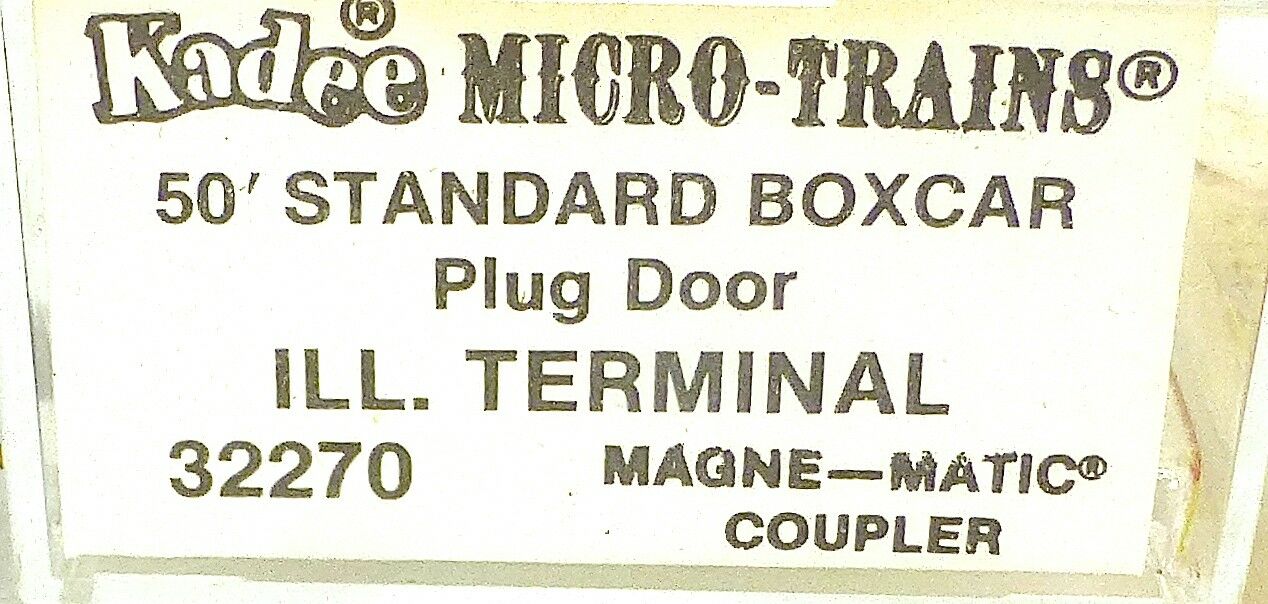 Kadee® MICRO-TRAINS®
50' STANDARD BOXCAR
Plug Door
ILL. TERMINAL
32270 MAGNE—MATIC®
COUPLER